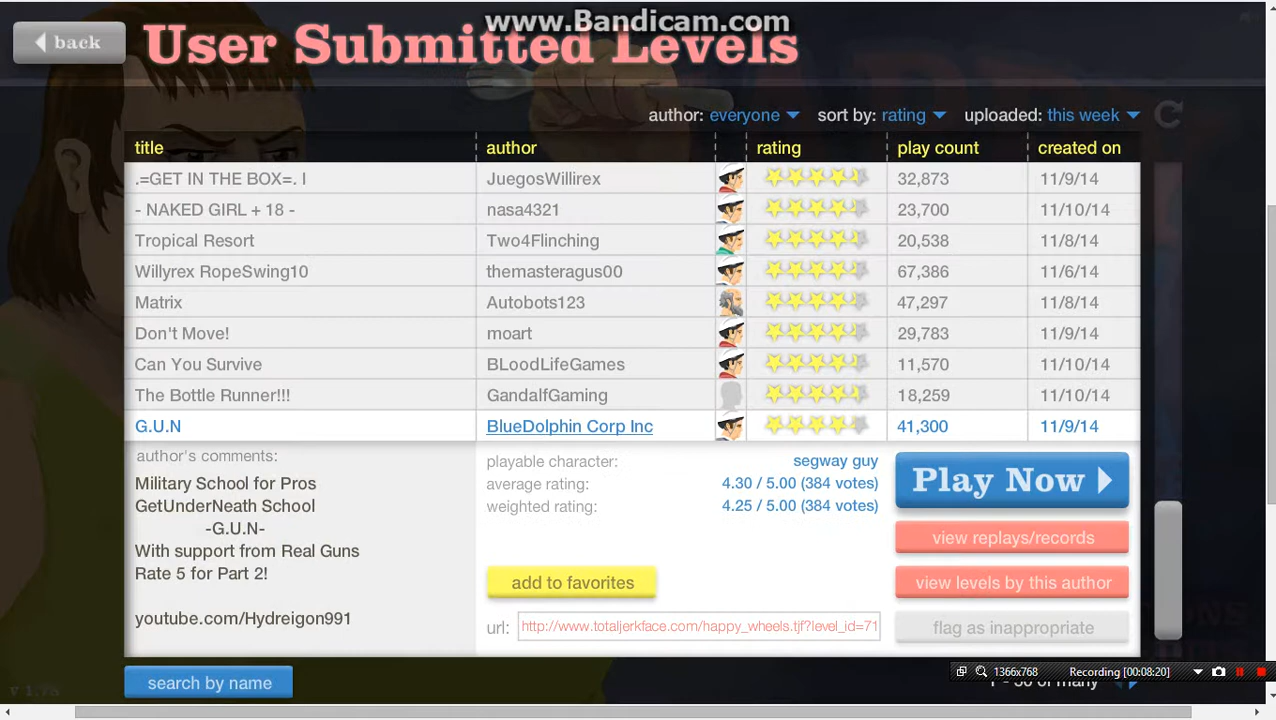 www.Bandicam.com
back
User Submitted Levels
author: everyone sort by: rating uploaded: this week
title author rating play count created on
.=GET IN THE BOX=. I JuegosWillirex 32,873 11/9/14
- NAKED GIRL + 18 - nasa4321 23,700 11/10/14
Tropical Resort Two4Flinching 20,538 11/8/14
Willyrex RopeSwing10 themasteragus00 67,386 11/6/14
Matrix Autobots123 47,297 11/8/14
Don't Move! moart 29,783 11/9/14
Can You Survive BLoodLifeGames 11,570 11/10/14
The Bottle Runner!!! GandalfGaming 18,259 11/10/14
G.U.N BlueDolphin Corp Inc 41,300 11/9/14
author's comments:
Military School for Pros
GetUnderNeath School
-G.U.N-
With support from Real Guns
Rate 5 for Part 2!
youtube.com/Hydreigon991
playable character: segway guy
average rating: 4.30 / 5.00 (384 votes)
weighted rating: 4.25 / 5.00 (384 votes)
add to favorites
url: http://www.totaljerkface.com/happy_wheels.tjf?level_id=71
Play Now
view replays/records
view levels by this author
flag as inappropriate
search by name
1366x768 Recording [00:08:20]